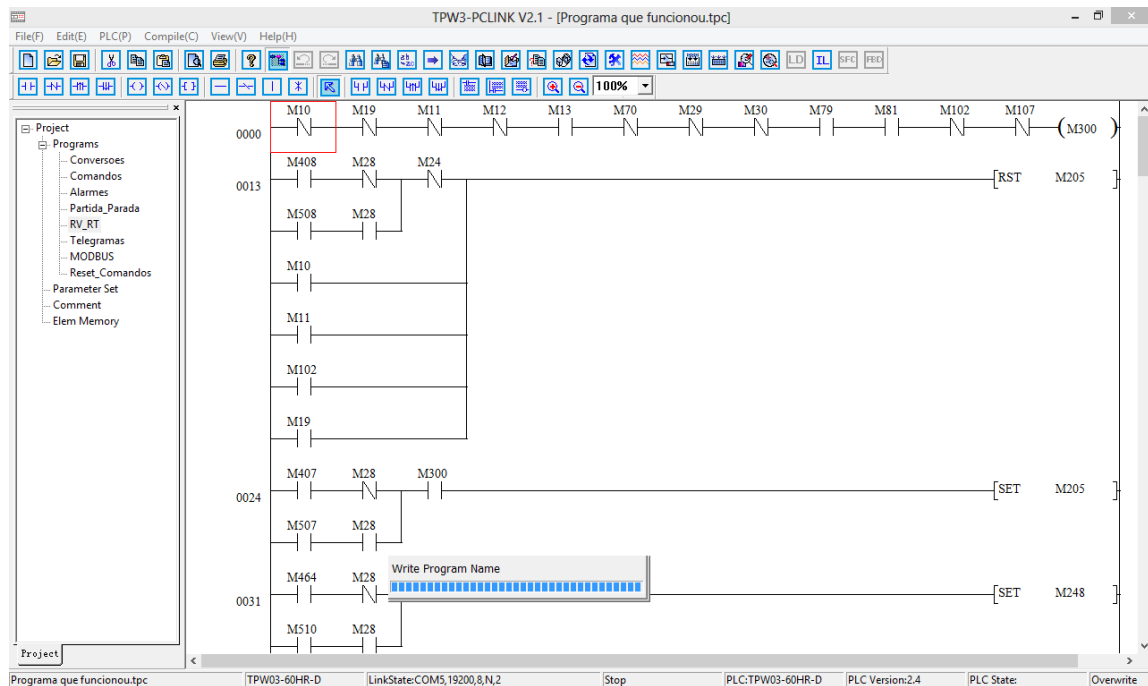 TPW3-PCLINK V2.1 - [Programa que funcionou.tpc]
File(F) Edit(E) PLC(P) Compile(C) View(V) Help(H)
LD IL SFC FBD
100%
Project
Programs
Conversoes
Comandos
Alarmes
Partida_Parada
RV_RT
Telegramas
MODBUS
Reset_Comandos
Parameter Set
Comment
Elem Memory
Project
M10 M19 M11 M12 M13 M70 M29 M30 M79 M81 M102 M107
0000 M300
M408 M28 M24
0013 RST M205
M508 M28
M10
M11
M102
M19
M407 M28 M300
0024 SET M205
M507 M28
Write Program Name
M464 M28
0031 SET M248
M510 M28
Programa que funcionou.tpc TPW03-60HR-D LinkState:COM5,19200,8,N,2 Stop PLC:TPW03-60HR-D PLC Version:2.4 PLC State: Overwrite